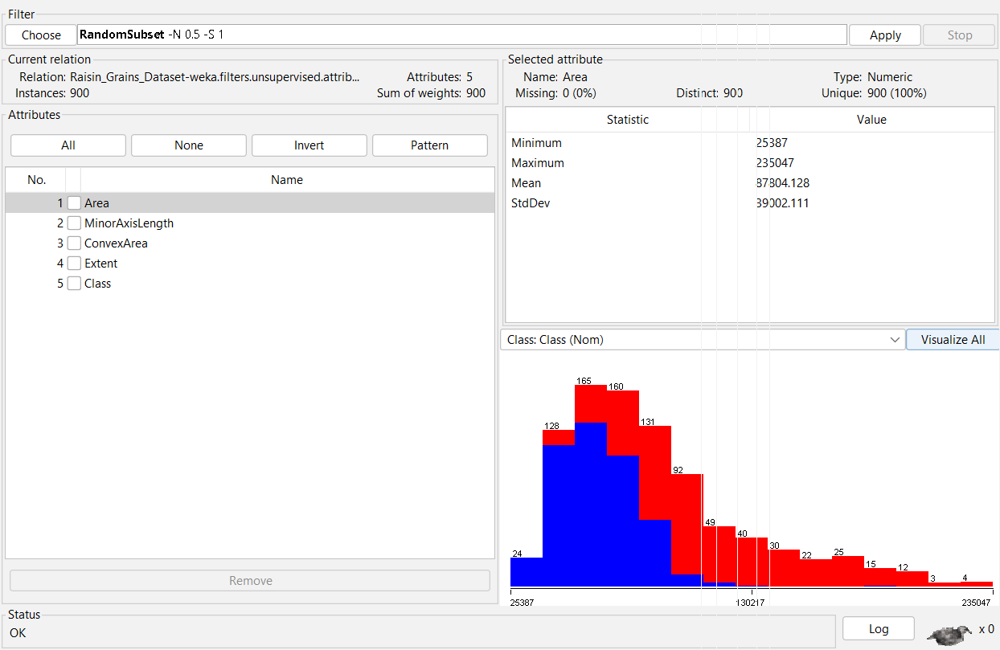 Filter
Choose RandomSubset -N 0.5 -S 1 Apply Stop
Current relation
Relation: Raisin_Grains_Dataset-weka.filters.unsupervised.attrib... Attributes: 5
Instances: 900 Sum of weights: 900
Attributes
All None Invert Pattern
No. Name
1 Area
2 MinorAxisLength
3 ConvexArea
4 Extent
5 Class
Remove
Selected attribute
Name: Area Type: Numeric
Missing: 0 (0%) Distinct: 900 Unique: 900 (100%)
Statistic Value
Minimum 25387
Maximum 235047
Mean 87804.128
StdDev 39002.111
Class: Class (Nom) Visualize All
24 128 165 160 131 92 49 40 30 22 25 15 12 3 4
25387 130217 235047
Status
OK
Log x 0